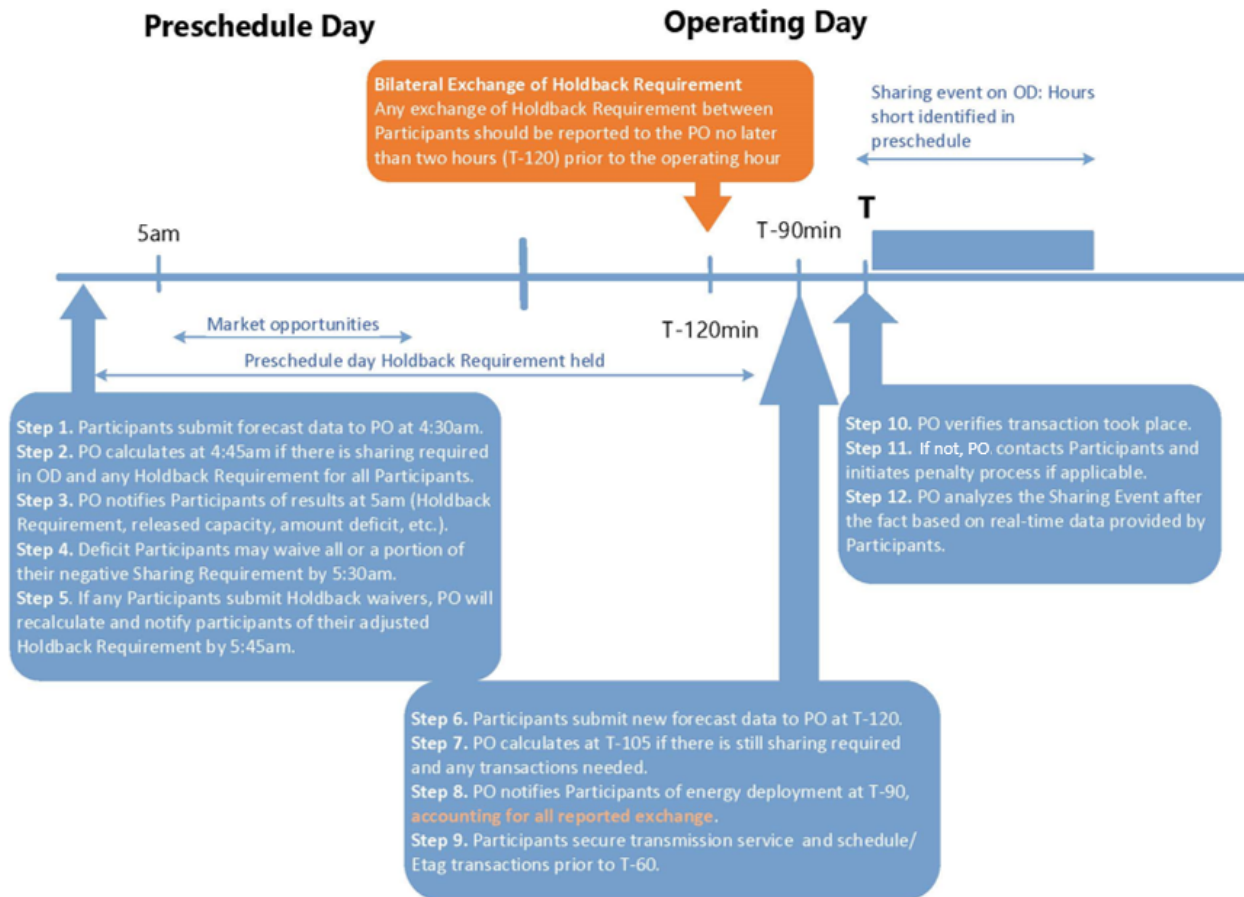 Preschedule Day
Operating Day
Bilateral Exchange of Holdback Requirement
Any exchange of Holdback Requirement between
Participants should be reported to the PO no later
than two hours (T-120) prior to the operating hour
Sharing event on OD: Hours
short identified in
preschedule
5am
T-90min
T
Market opportunities
T-120min
Preschedule day Holdback Requirement held
Step 1. Participants submit forecast data to PO at 4:30am.
Step 2. PO calculates at 4:45am if there is sharing required
in OD and any Holdback Requirement for all Participants.
Step 3. PO notifies Participants of results at 5am (Holdback
Requirement, released capacity, amount deficit, etc.).
Step 4. Deficit Participants may waive all or a portion of
their negative Sharing Requirement by 5:30am.
Step 5. If any Participants submit Holdback waivers, PO will
recalculate and notify participants of their adjusted
Holdback Requirement by 5:45am.
Step 10. PO verifies transaction took place.
Step 11. If not, PO contacts Participants and
initiates penalty process if applicable.
Step 12. PO analyzes the Sharing Event after
the fact based on real-time data provided by
Participants.
Step 6. Participants submit new forecast data to PO at T-120.
Step 7. PO calculates at T-105 if there is still sharing required
and any transactions needed.
Step 8. PO notifies Participants of energy deployment at T-90,
accounting for all reported exchange.
Step 9. Participants secure transmission service and schedule/
Etag transactions prior to T-60.